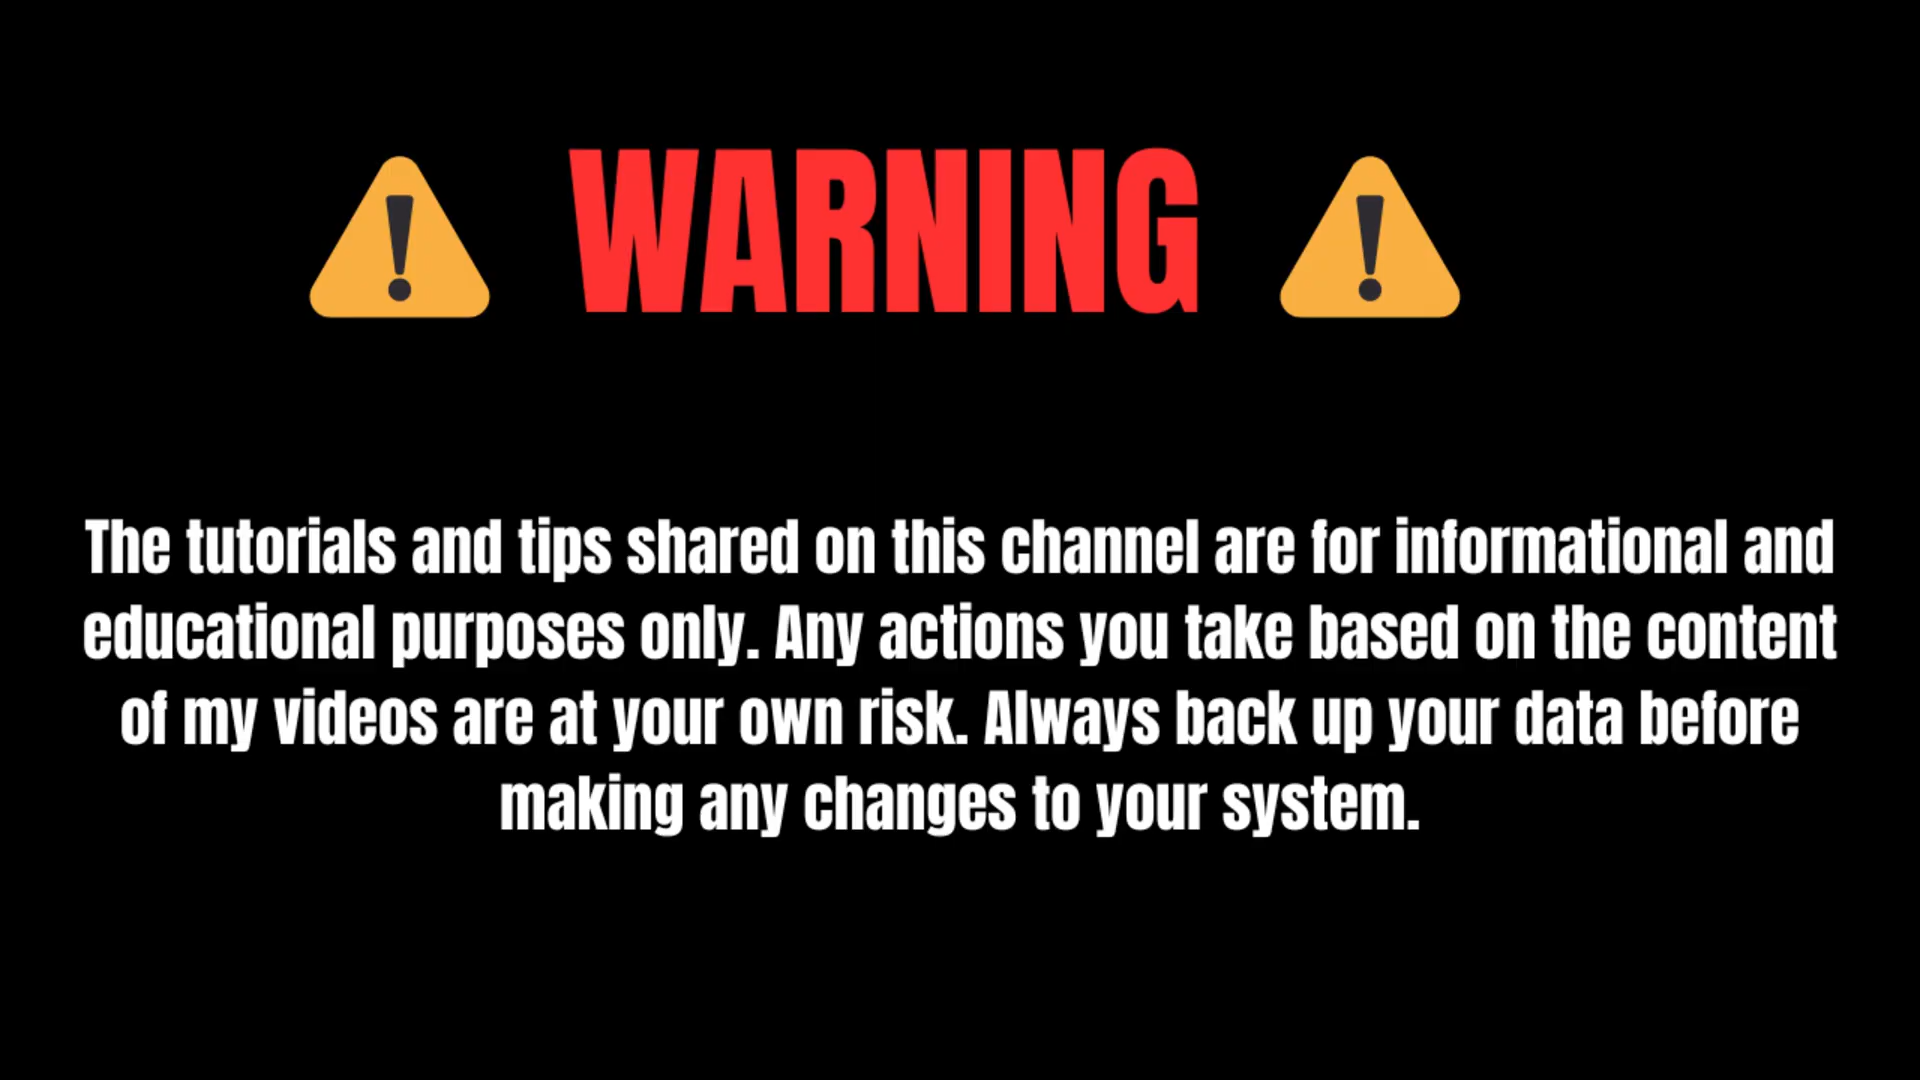 WARNING
The tutorials and tips shared on this channel are for informational and
educational purposes only. Any actions you take based on the content
of my videos are at your own risk. Always back up your data before
making any changes to your system.